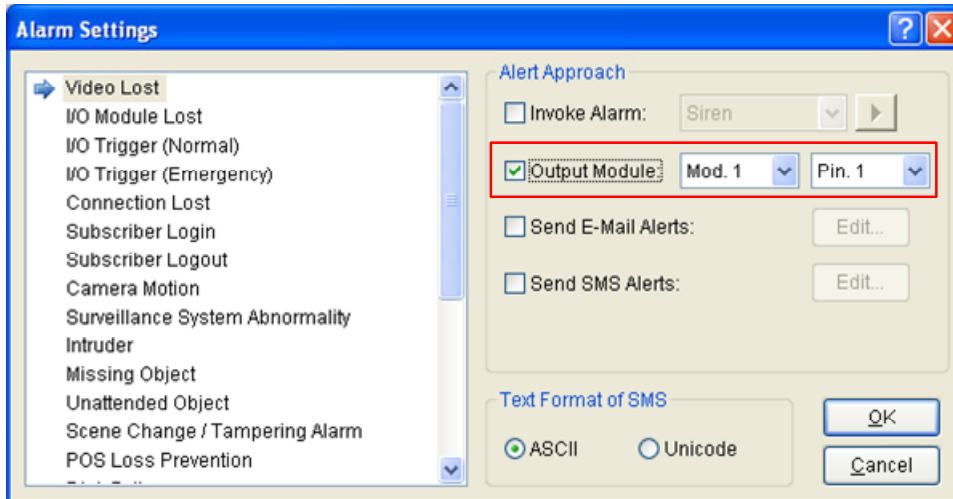 Alarm Settings
Video Lost
I/O Module Lost
I/O Trigger (Normal)
I/O Trigger (Emergency)
Connection Lost
Subscriber Login
Subscriber Logout
Camera Motion
Surveillance System Abnormality
Intruder
Missing Object
Unattended Object
Scene Change / Tampering Alarm
POS Loss Prevention
Alert Approach
Invoke Alarm: Siren
Output Module: Mod. 1 Pin. 1
Send E-Mail Alerts: Edit...
Send SMS Alerts: Edit...
Text Format of SMS
ASCII Unicode
OK
Cancel